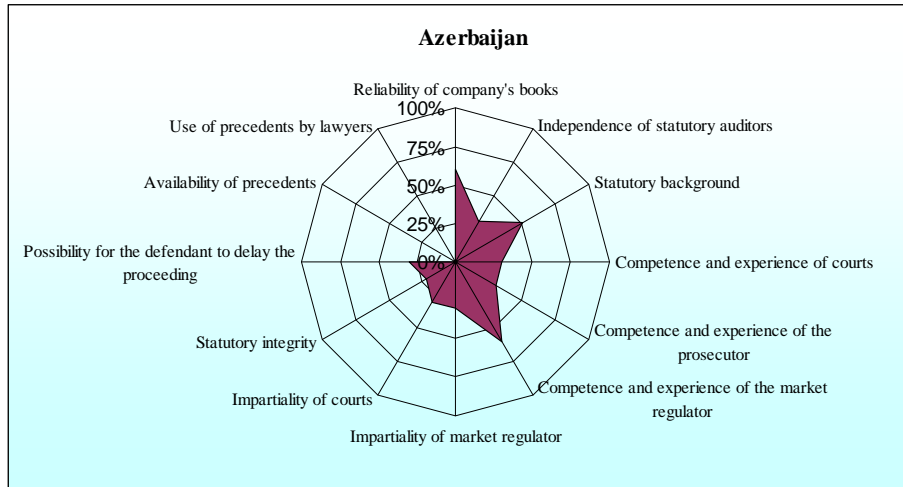 Azerbaijan
Reliability of company's books
100%
Use of precedents by lawyers
Independence of statutory auditors
75%
Availability of precedents
50%
Statutory background
25%
Possibility for the defendant to delay the
proceeding
0%
Competence and experience of courts
Statutory integrity
Competence and experience of the
prosecutor
Impartiality of courts
Competence and experience of the market
regulator
Impartiality of market regulator